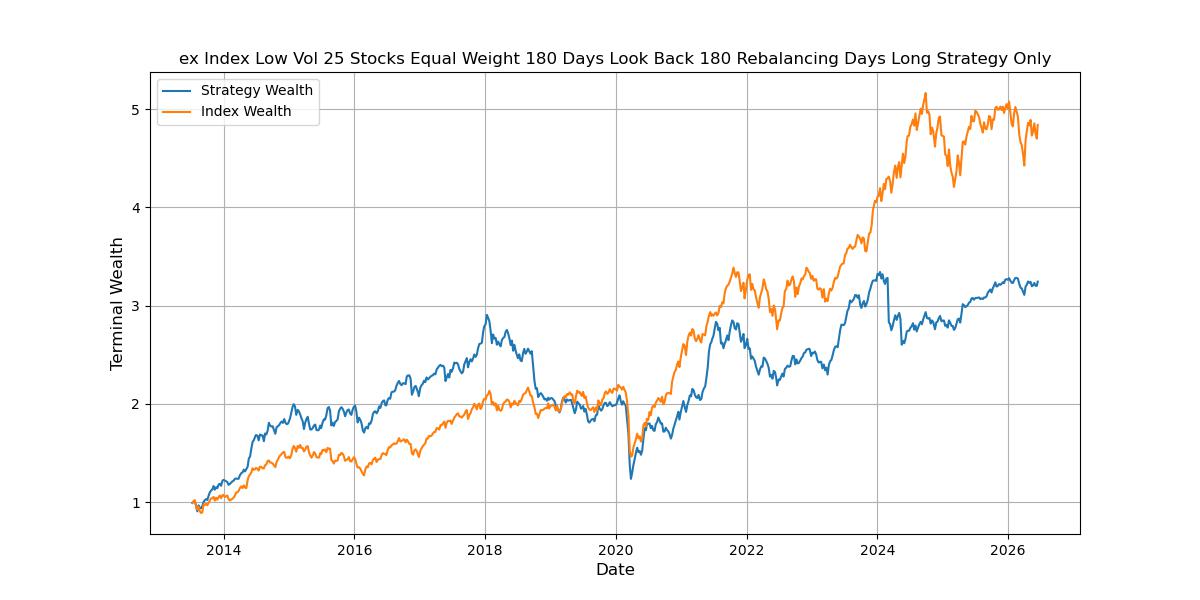 ex Index Low Vol 25 Stocks Equal Weight 180 Days Look Back 180 Rebalancing Days Long Strategy Only
Strategy Wealth
Index Wealth
Terminal Wealth
5
4
3
2
1
2014 2016 2018 2020 2022 2024 2026
Date